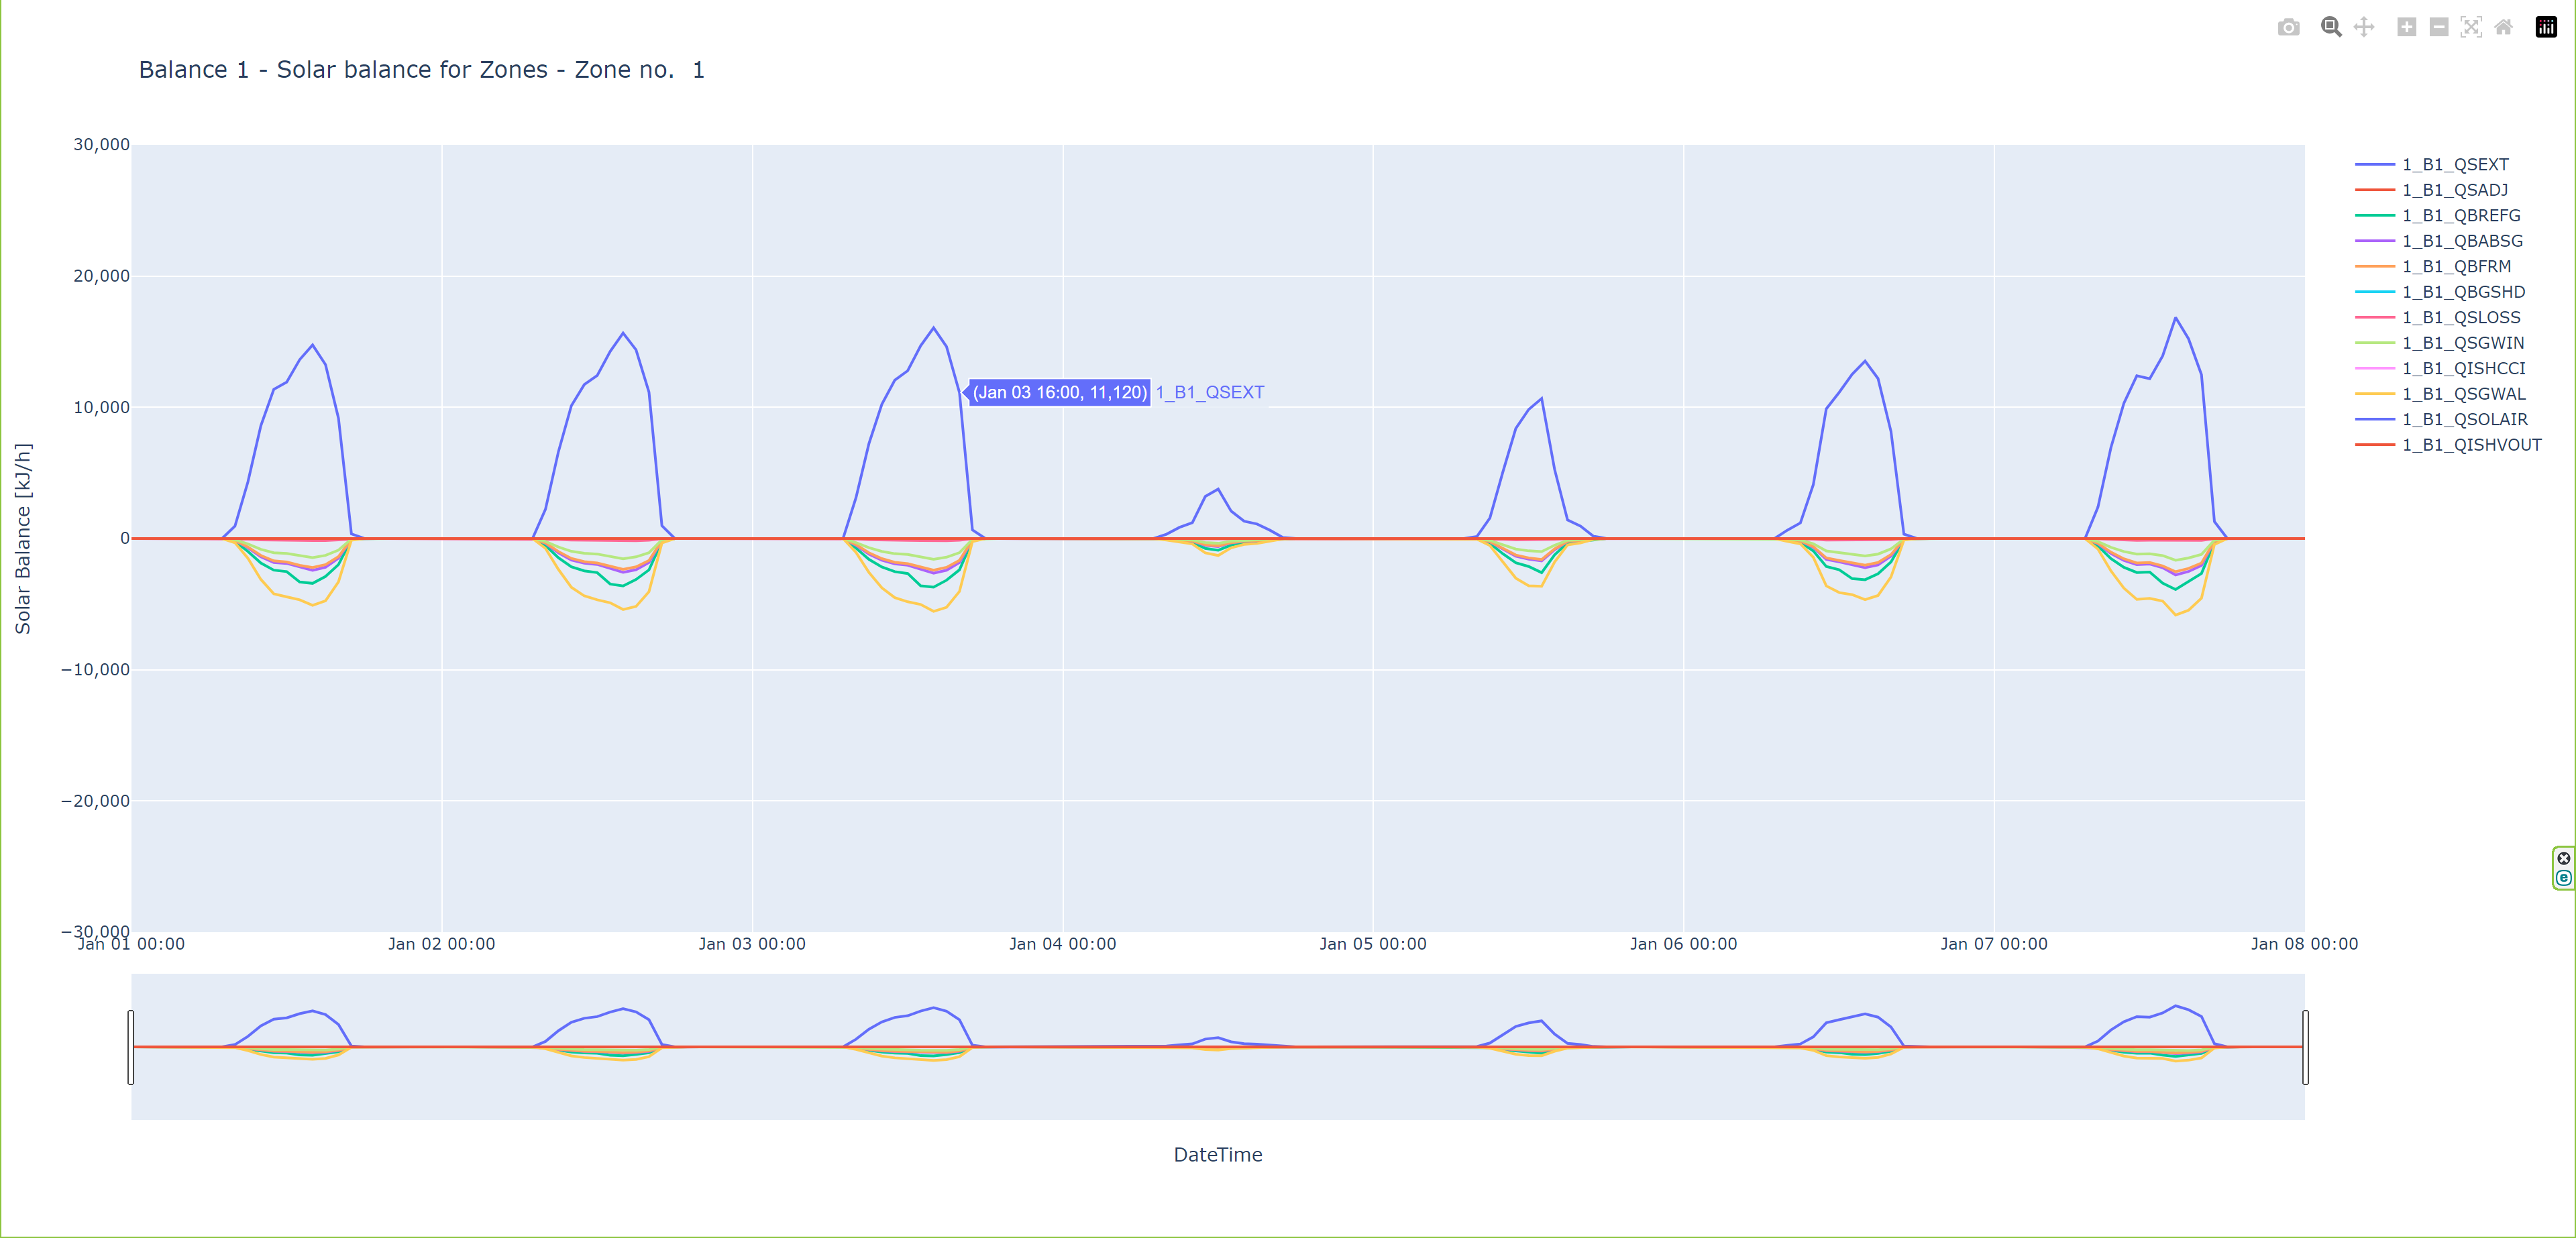 Balance 1 - Solar balance for Zones - Zone no.  1
30,000
20,000
10,000
0
−10,000
−20,000
−30,000
Solar Balance [kJ/h]
(Jan 03 16:00, 11,120) 1_B1_QSEXT
Jan 01 00:00 Jan 02 00:00 Jan 03 00:00 Jan 04 00:00 Jan 05 00:00 Jan 06 00:00 Jan 07 00:00 Jan 08 00:00
DateTime
1_B1_QSEXT
1_B1_QSADJ
1_B1_QBREFG
1_B1_QBABSG
1_B1_QBFRM
1_B1_QBGSHD
1_B1_QSLOSS
1_B1_QSGWIN
1_B1_QISHCCI
1_B1_QSGWAL
1_B1_QSOLAIR
1_B1_QISHVOUT
e